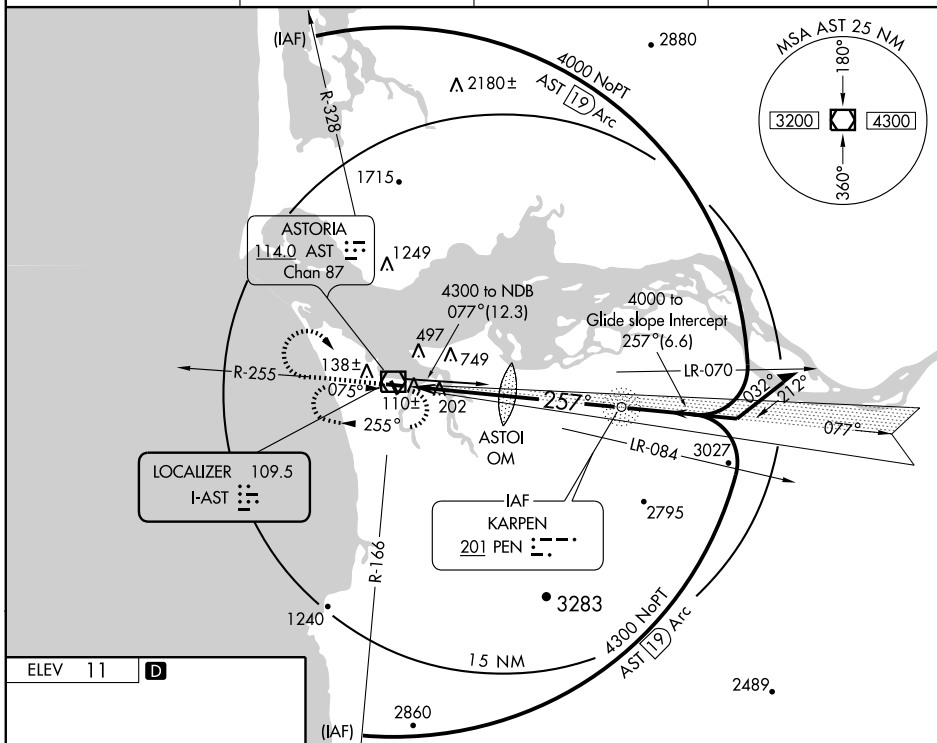 (IAF)
2880
4000 NoPT
AST 19 Arc
MSA AST 25 NM
180°
3200
4300
360°
R-328
2180±
1715
ASTORIA
114.0 AST
Chan 87
1249
4300 to NDB
077°(12.3)
4000 to
Glide slope Intercept
257°(6.6)
497
749
138±
R-255
075°
110±
202
257°
LR-070
032°
212°
077°
255°
ASTOI
OM
LR-084
3027
LOCALIZER 109.5
I-AST
IAF
KARPEN
201 PEN
2795
R-166
3283
1240
4300 NoPT
AST 19 Arc
15 NM
ELEV 11 D
2489
2860
(IAF)